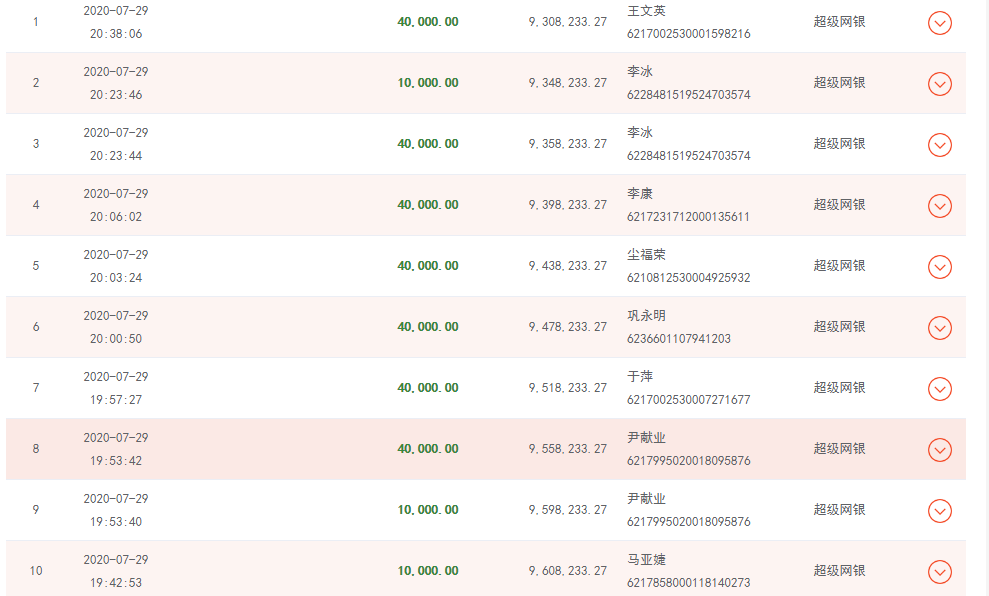 1 2020-07-29 20:38:06 40,000.00 9,308,233.27 王文英 6217002530001598216 超级网银
2 2020-07-29 20:23:46 10,000.00 9,348,233.27 李冰 6228481519524703574 超级网银
3 2020-07-29 20:23:44 40,000.00 9,358,233.27 李冰 6228481519524703574 超级网银
4 2020-07-29 20:06:02 40,000.00 9,398,233.27 李康 6217231712000135611 超级网银
5 2020-07-29 20:03:24 40,000.00 9,438,233.27 尘福荣 6210812530004925932 超级网银
6 2020-07-29 20:00:50 40,000.00 9,478,233.27 巩永明 6236601107941203 超级网银
7 2020-07-29 19:57:27 40,000.00 9,518,233.27 于萍 6217002530007271677 超级网银
8 2020-07-29 19:53:42 40,000.00 9,558,233.27 尹献业 6217995020018095876 超级网银
9 2020-07-29 19:53:40 10,000.00 9,598,233.27 尹献业 6217995020018095876 超级网银
10 2020-07-29 19:42:53 10,000.00 9,608,233.27 马亚婕 6217858000118140273 超级网银